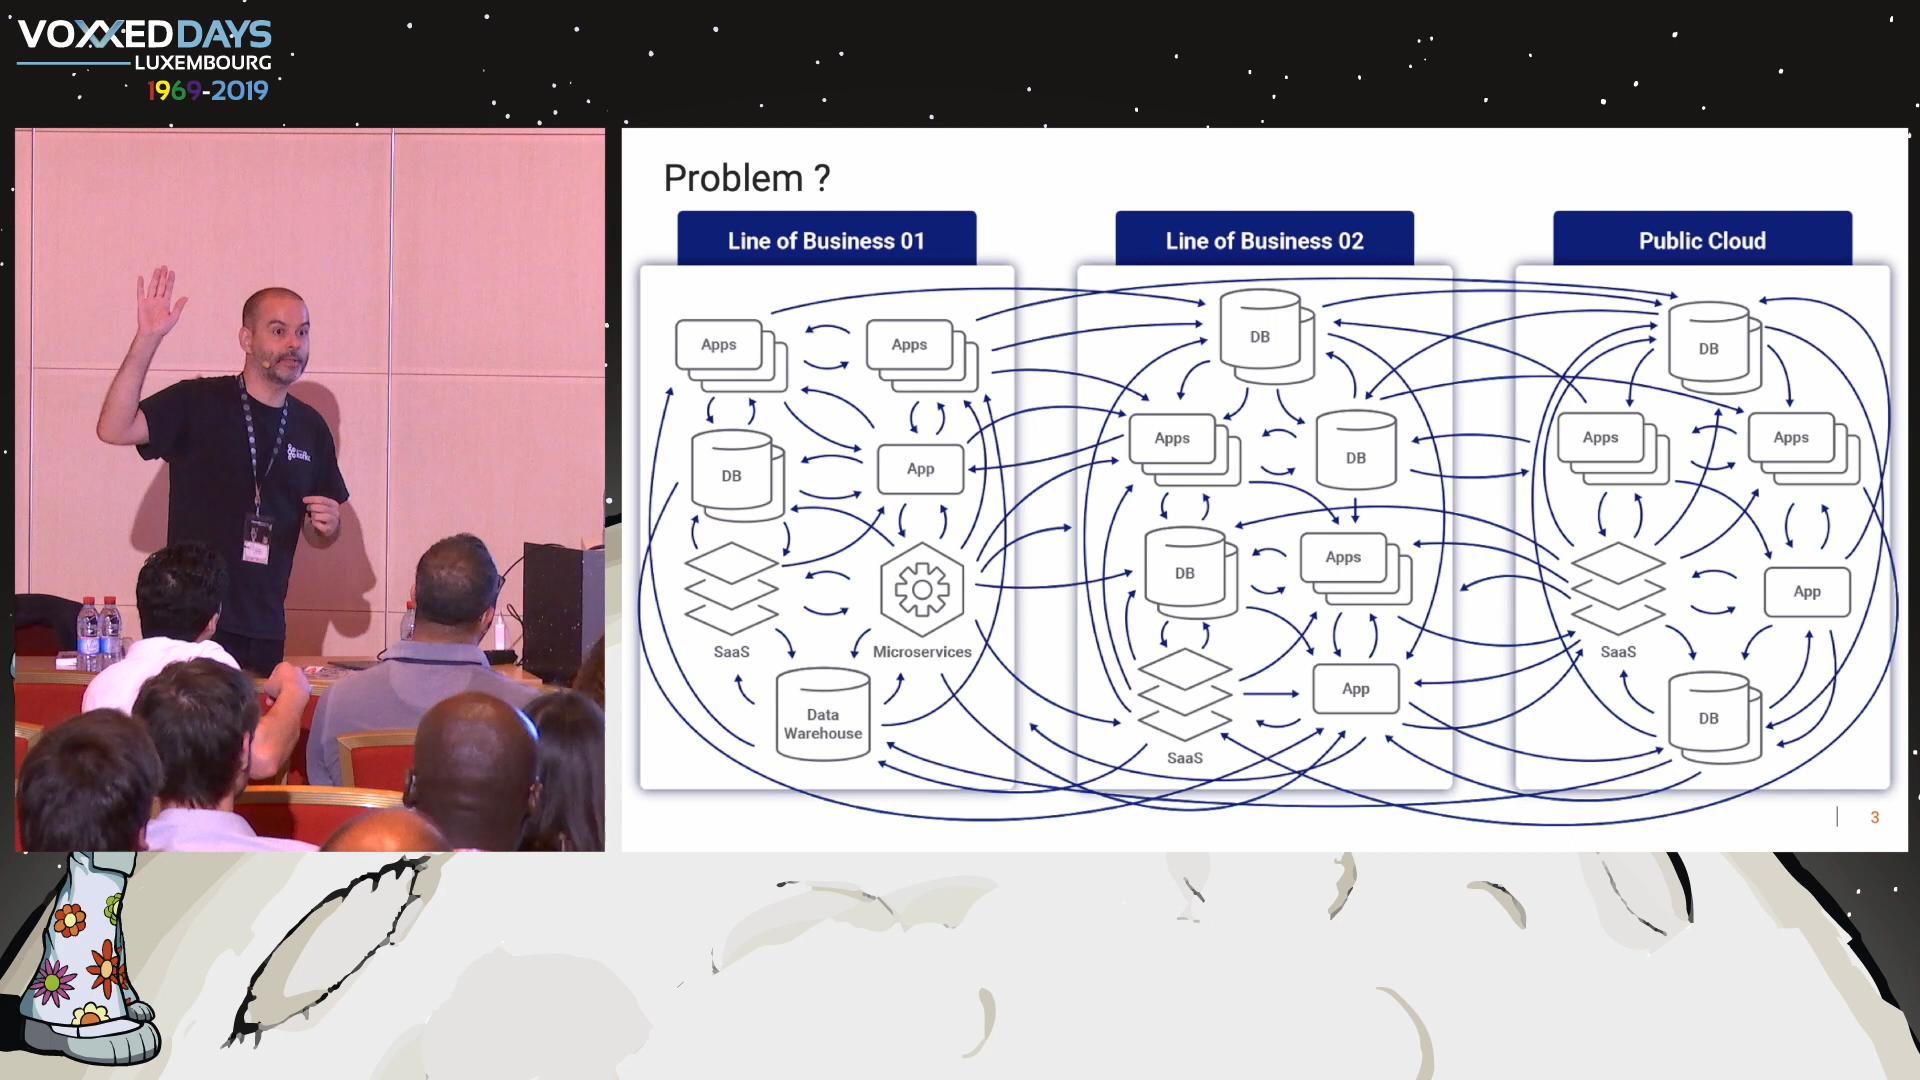 VOXXEDDAYS
LUXEMBOURG
1969-2019
kafka
Problem ?
Line of Business 01
Line of Business 02
Public Cloud
Apps
Apps
DB
App
SaaS
Microservices
Data
Warehouse
DB
Apps
DB
DB
Apps
App
SaaS
DB
Apps
Apps
App
SaaS
DB
3